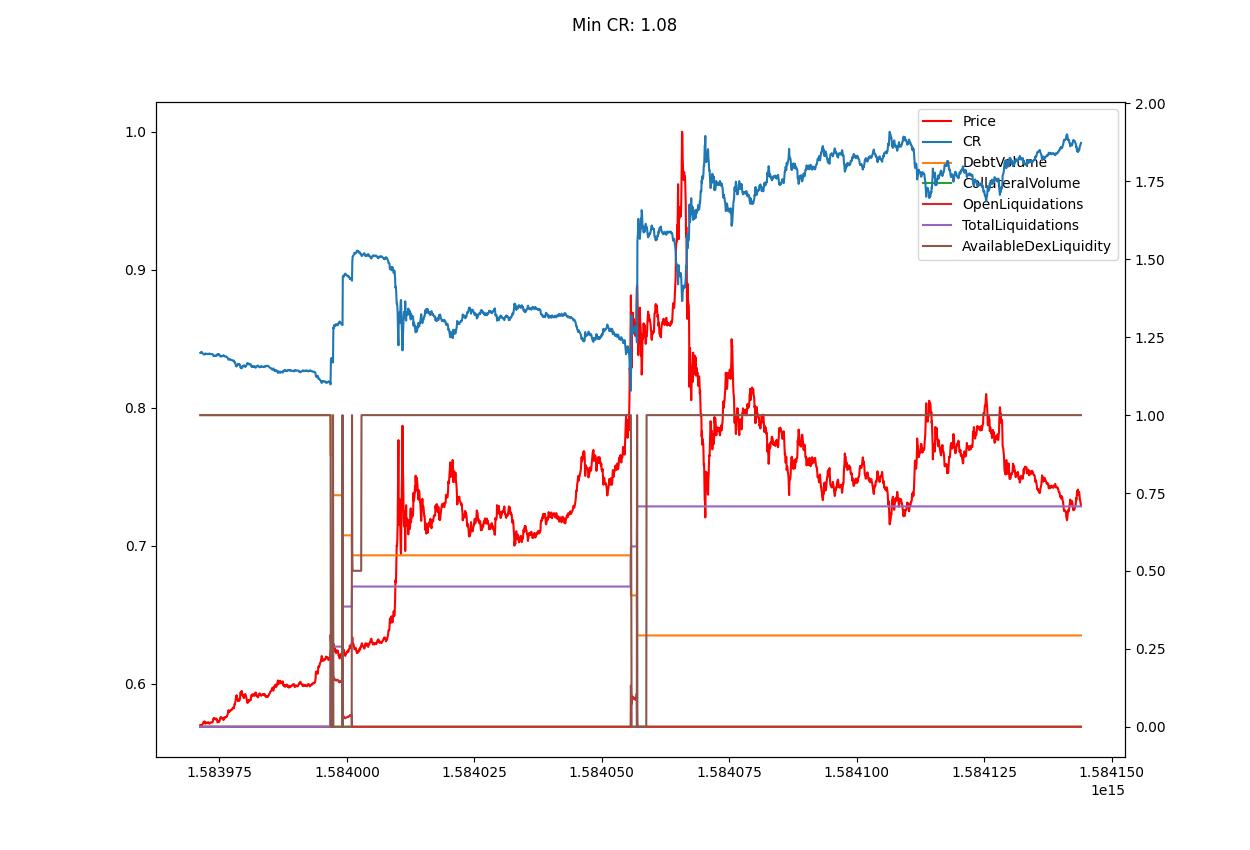 Min CR: 1.08
1.0
0.9
0.8
0.7
0.6
2.00
1.75
1.50
1.25
1.00
0.75
0.50
0.25
0.00
Price
CR
DebtVolume
CollateralVolume
OpenLiquidations
TotalLiquidations
AvailableDexLiquidity
1.583975 1.584000 1.584025 1.584050 1.584075 1.584100 1.584125 1.584150
1e15